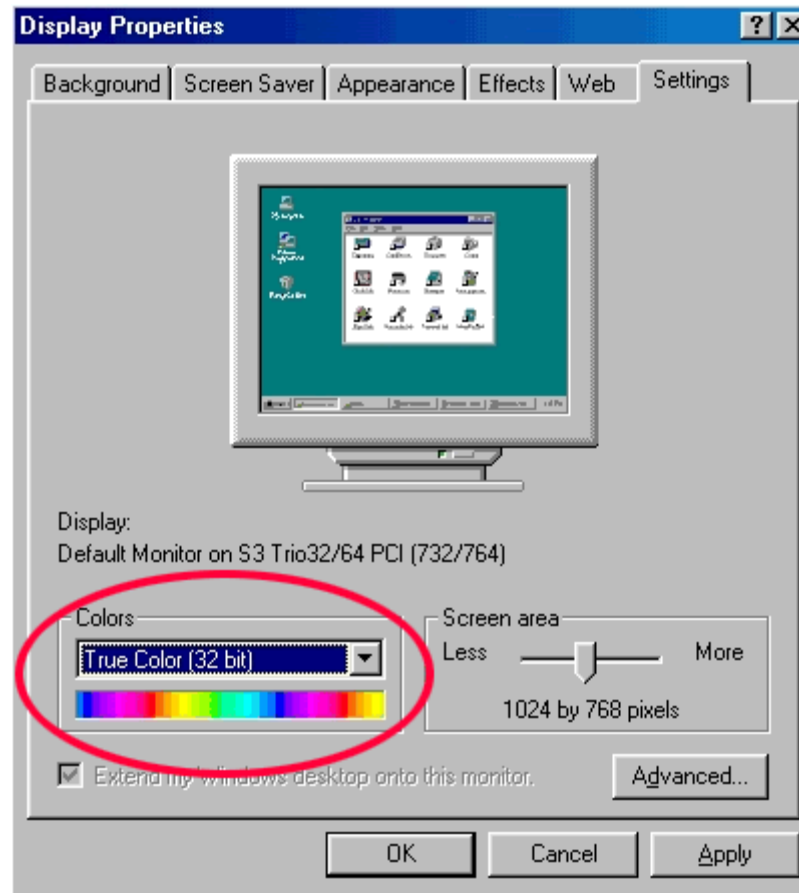 Display Properties
Background Screen Saver Appearance Effects Web Settings
Display:
Default Monitor on S3 Trio32/64 PCI (732/764)
Colors
True Color (32 bit)
Screen area
Less More
1024 by 768 pixels
Extend my Windows desktop onto this monitor.
Advanced...
OK Cancel Apply